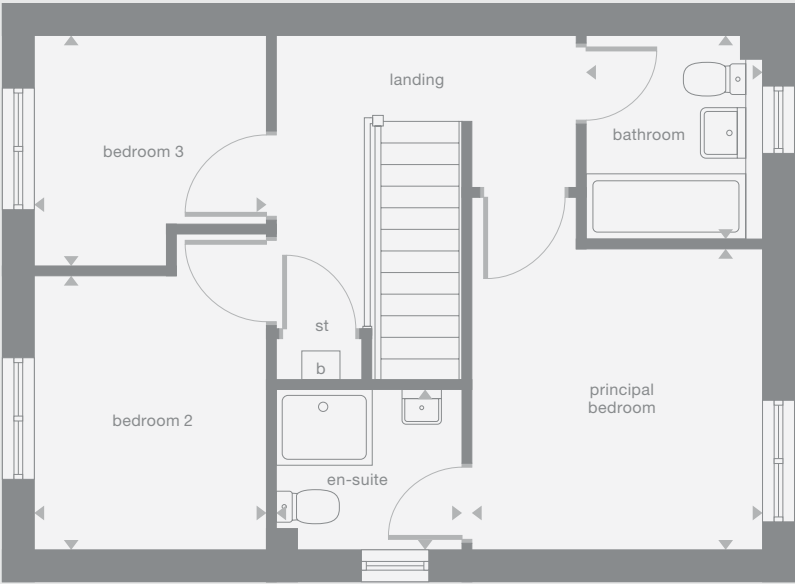 landing
bedroom 3
bathroom
st
b
principal
bedroom
bedroom 2
en-suite